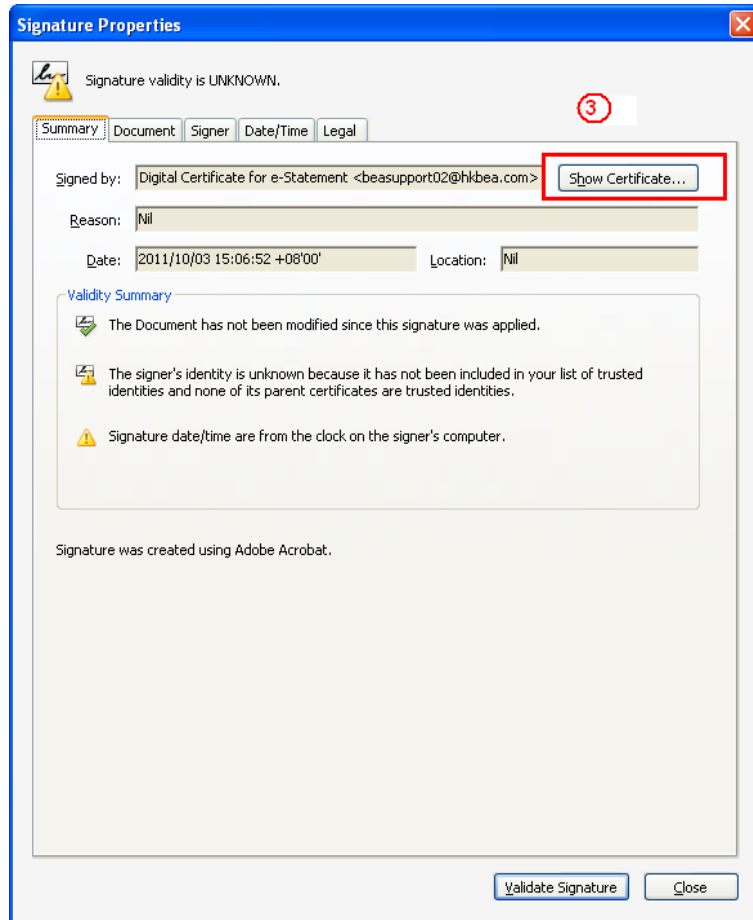 Signature Properties
Signature validity is UNKNOWN.
3
Summary Document Signer Date/Time Legal
Signed by: Digital Certificate for e-Statement <beasupport02@hkbea.com> Show Certificate...
Reason: Nil
Date: 2011/10/03 15:06:52 +08'00' Location: Nil
Validity Summary
The Document has not been modified since this signature was applied.
The signer's identity is unknown because it has not been included in your list of trusted
identities and none of its parent certificates are trusted identities.
Signature date/time are from the clock on the signer's computer.
Signature was created using Adobe Acrobat.
Validate Signature Close